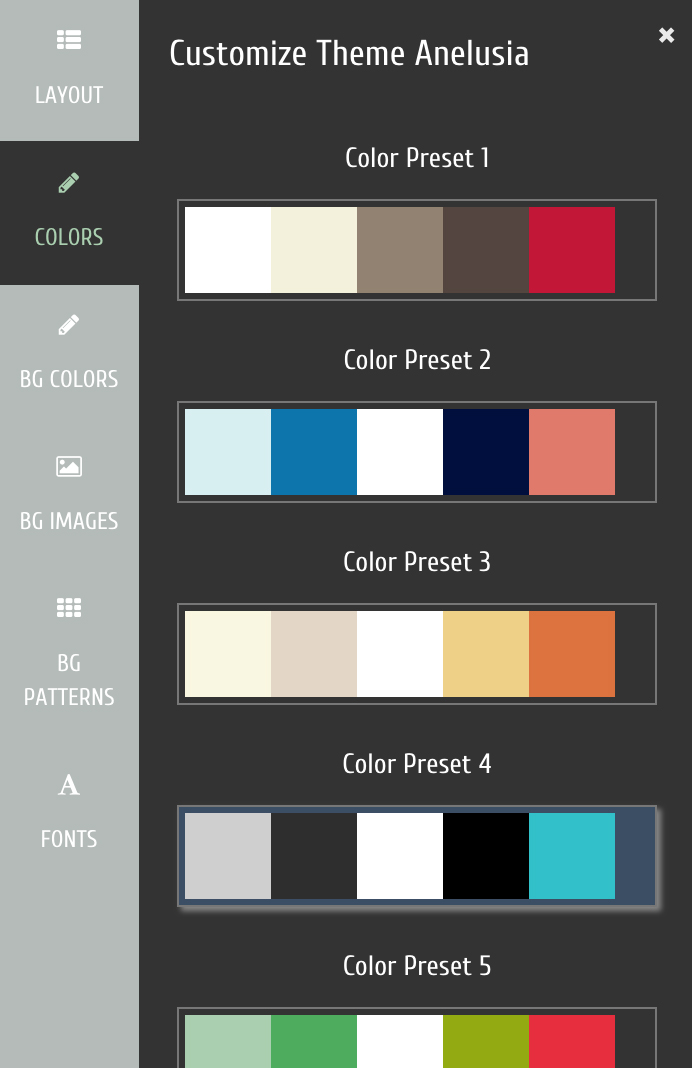 LAYOUT
COLORS
BG COLORS
BG IMAGES
BG
PATTERNS
FONTS
Customize Theme Anelusia
Color Preset 1
Color Preset 2
Color Preset 3
Color Preset 4
Color Preset 5